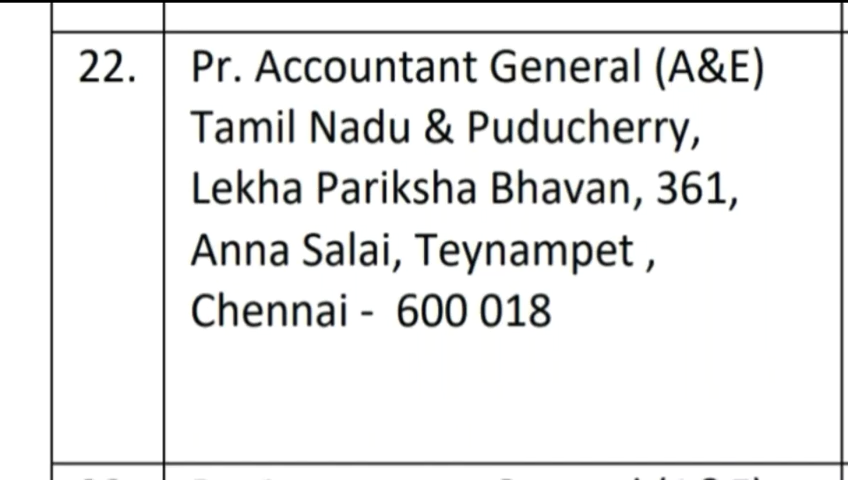 22. Pr. Accountant General (A&E)
Tamil Nadu & Puducherry,
Lekha Pariksha Bhavan, 361,
Anna Salai, Teynampet ,
Chennai - 600 018